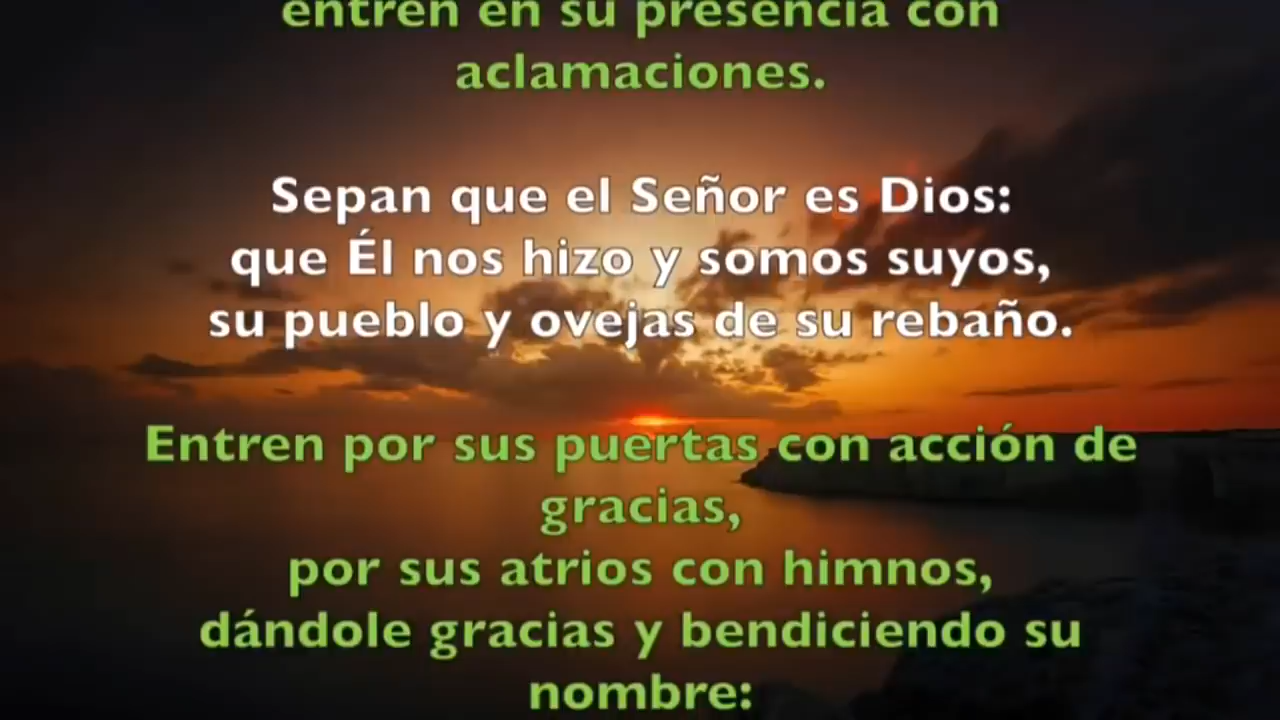 entren en su presencia con
aclamaciones.
Sepan que el Señor es Dios:
que Él nos hizo y somos suyos,
su pueblo y ovejas de su rebaño.
Entren por sus puertas con acción de
gracias,
por sus atrios con himnos,
dándole gracias y bendiciendo su
nombre: